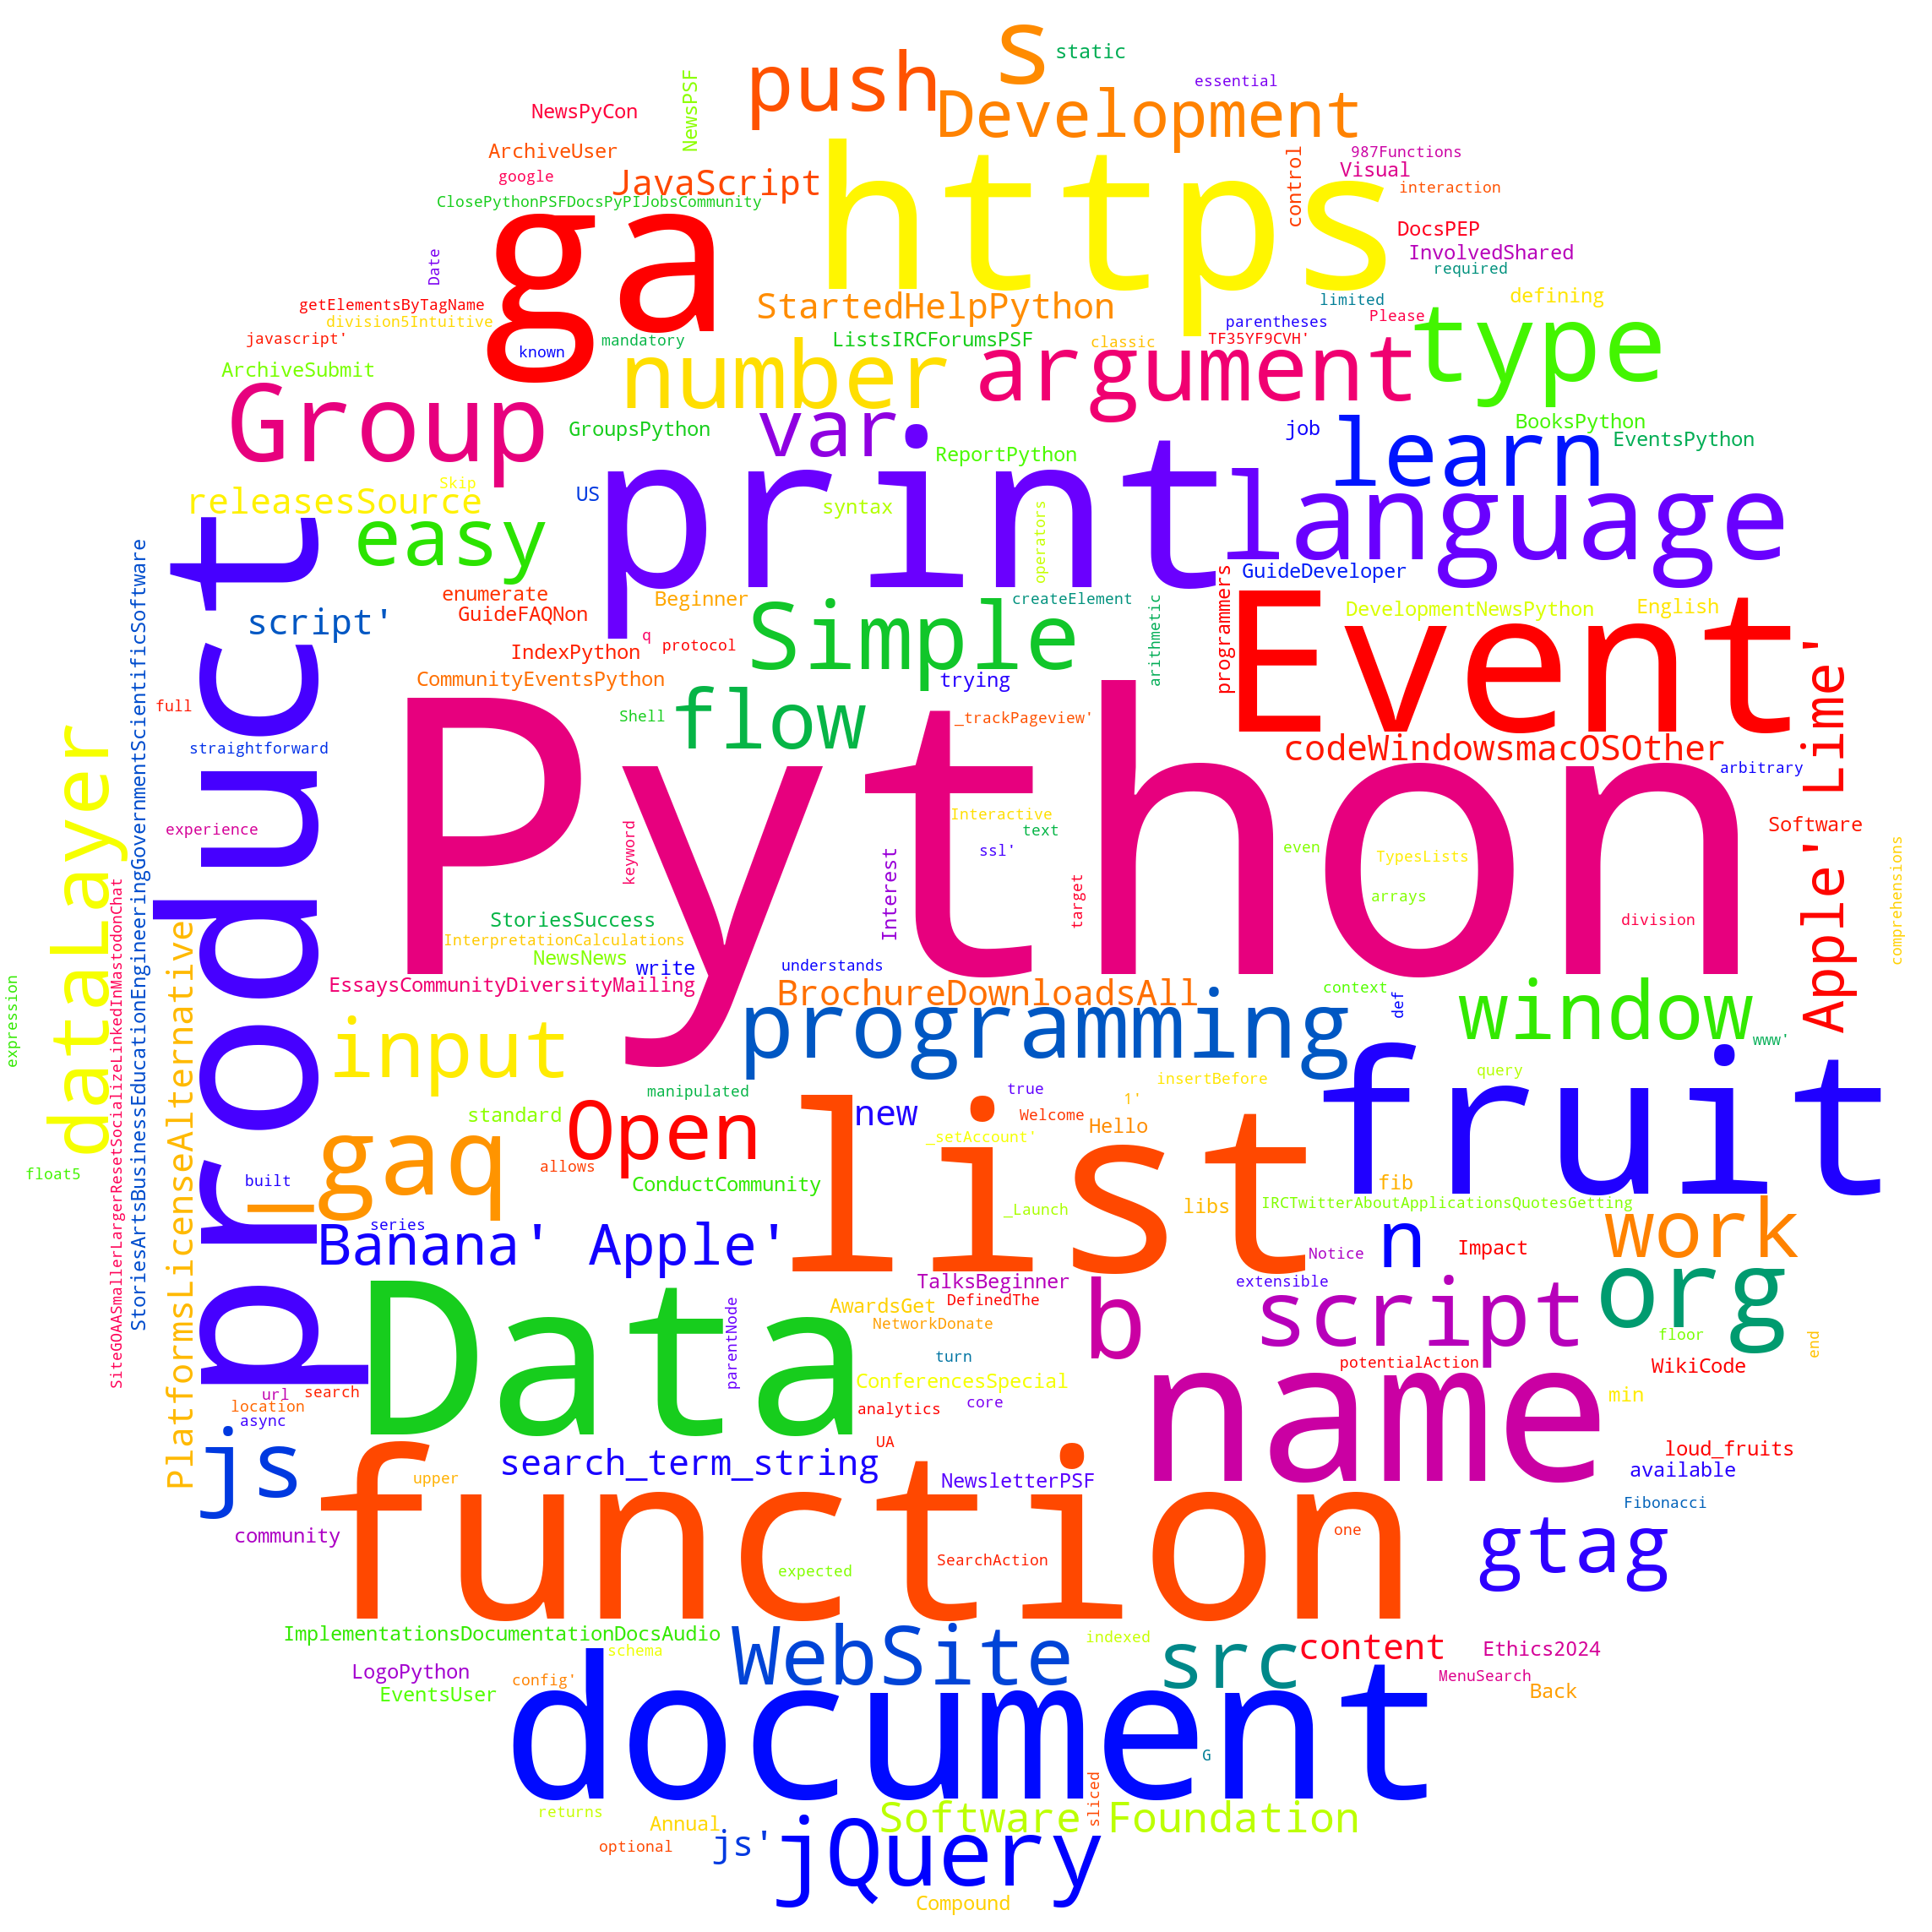 s
static
push
essential
Development
NewsPSF
NewsPyCon
https
ArchiveUser
control
987Functions
Visual
google
JavaScript
interaction
ClosePythonPSFDocsPyPIJobsCommunity
ga
DocsPEP
InvolvedShared
Date
required
getElementsByTagName
StartedHelpPython
limited
defining
division5Intuitive
parentheses
Please
type
javascript'
known
mandatory
ListsIRCForumsPSF
classic
TF35YF9CVH'
number
argument
ArchiveSubmit
Group
GroupsPython
var
job
learn
BooksPython
EventsPython
ReportPython
print
Skip
releasesSource
US
syntax
language
easy
operators
product
StoriesArtsBusinessEducationEngineeringGovernmentScientificSoftware
GuideDeveloper
programmers
enumerate
Beginner
createElement
arithmetic
Event
DevelopmentNewsPython
English
script'
GuideFAQNon
Simple
q
protocol
IndexPython
CommunityEventsPython
trying
Apple' Lime'
full
Shell
flow
_trackPageview'
straightforward
codeWindowsmacOSOther
dataLayer
Python
arbitrary
experience
Interactive
text
Software
keyword
Interest
ssl'
even
TypesLists
target
arrays
comprehensions
SiteGOAASmallerLargerResetSocializeLinkedInMastodonChat
StoriesSuccess
division
PlatformsLicenseAlternative
InterpretationCalculations
NewsNews
write
understands
EssaysCommunityDiversityMailing
BrochureDownloadsAll
context
def
window
www'
expression
input
programming
fruit
manipulated
true
insertBefore
query
Open
new
Welcome
1'
standard
Hello
_setAccount'
list
_gaq
allows
float5
built
ConductCommunity
fib
_Launch
libs
IRCTwitterAboutApplicationsQuotesGetting
work
series
Banana' Apple'
n
Notice
Impact
Data
TalksBeginner
b
extensible
script
org
AwardsGet
DefinedThe
NetworkDonate
parentNode
floor
end
turn
potentialAction
WikiCode
name
url
search
location
async
ConferencesSpecial
min
analytics
core
js
UA
search_term_string
loud_fruits
available
upper
NewsletterPSF
Fibonacci
function
community
one
gtag
expected
SearchAction
ImplementationsDocumentationDocsAudio
WebSite
indexed
src
content
Ethics2024
schema
LogoPython
config'
MenuSearch
EventsUser
Back
document
G
sliced
returns
Annual
Software Foundation
optional
js'
jQuery
Compound